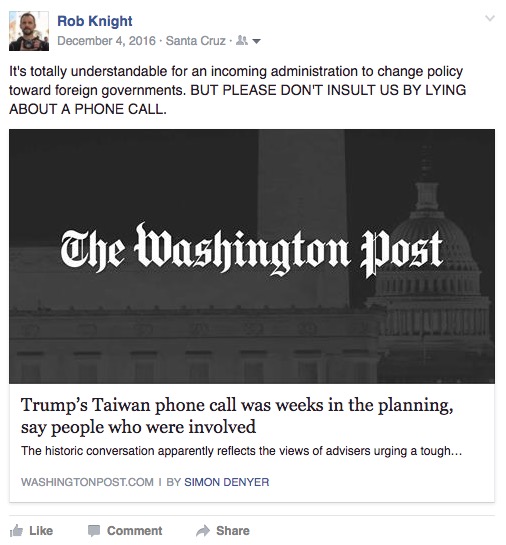 Rob Knight
December 4, 2016 · Santa Cruz ·
It's totally understandable for an incoming administration to change policy
toward foreign governments. BUT PLEASE DON'T INSULT US BY LYING
ABOUT A PHONE CALL.
The Washington Post
Trump's Taiwan phone call was weeks in the planning,
say people who were involved
The historic conversation apparently reflects the views of advisers urging a tough...
WASHINGTONPOST.COM | BY SIMON DENYER
Like Comment Share